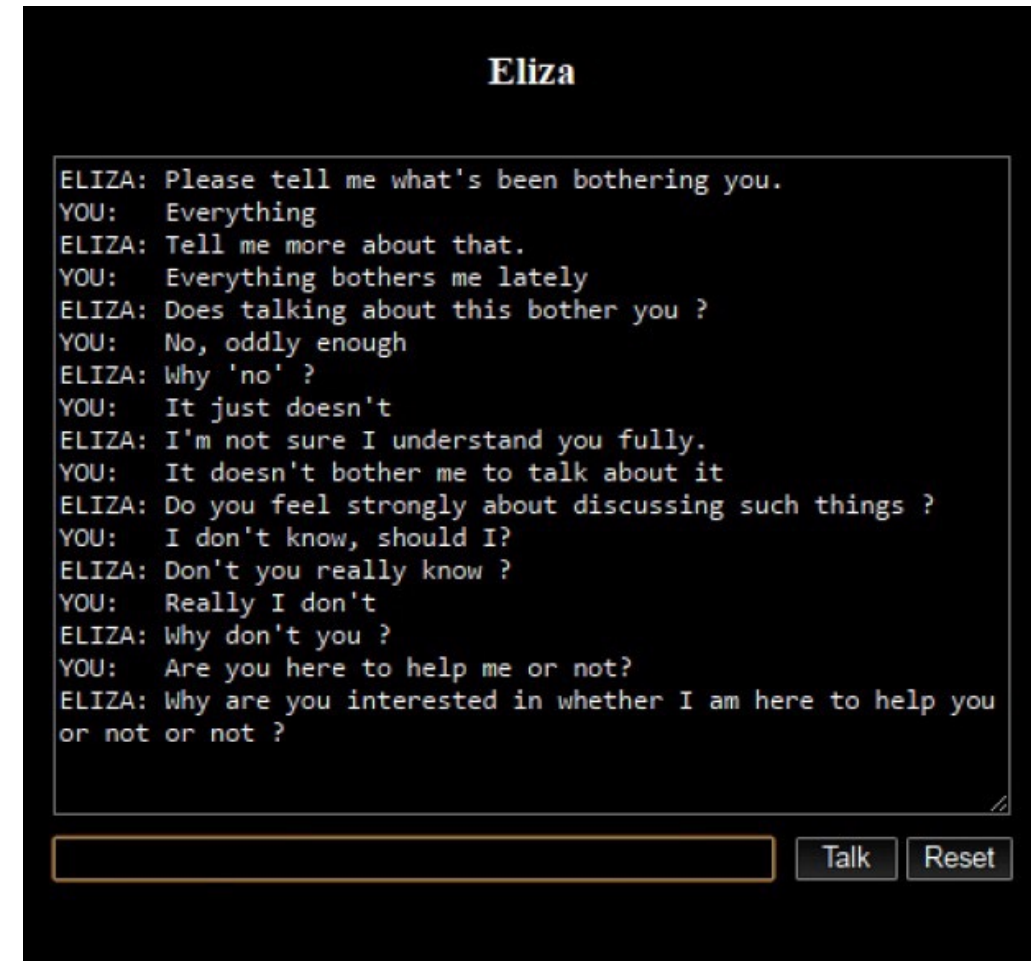 Eliza
ELIZA: Please tell me what's been bothering you.
YOU:   Everything
ELIZA: Tell me more about that.
YOU:   Everything bothers me lately
ELIZA: Does talking about this bother you ?
YOU:   No, oddly enough
ELIZA: Why 'no' ?
YOU:   It just doesn't
ELIZA: I'm not sure I understand you fully.
YOU:   It doesn't bother me to talk about it
ELIZA: Do you feel strongly about discussing such things ?
YOU:   I don't know, should I?
ELIZA: Don't you really know ?
YOU:   Really I don't
ELIZA: Why don't you ?
YOU:   Are you here to help me or not?
ELIZA: Why are you interested in whether I am here to help you
or not or not ?
Talk Reset